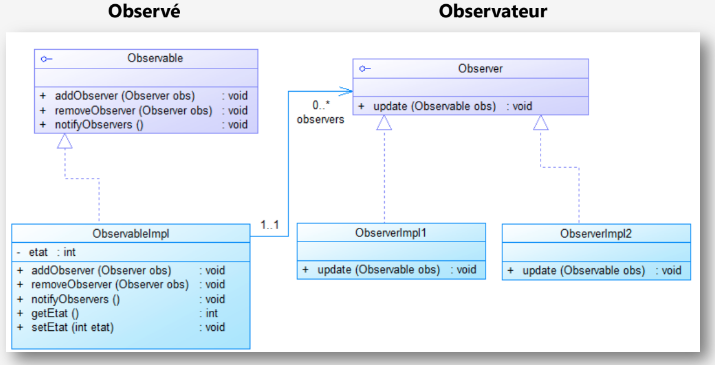 Observé
Observateur
Observable
+ addObserver (Observer obs) : void
+ removeObserver (Observer obs) : void
+ notifyObservers () : void
Observer
+ update (Observable obs) : void
0..*
observers
1..1
ObservableImpl
- etat : int
+ addObserver (Observer obs) : void
+ removeObserver (Observer obs) : void
+ notifyObservers () : void
+ getEtat () : int
+ setEtat (int etat) : void
ObserverImpl1
+ update (Observable obs) : void
ObserverImpl2
+ update (Observable obs) : void